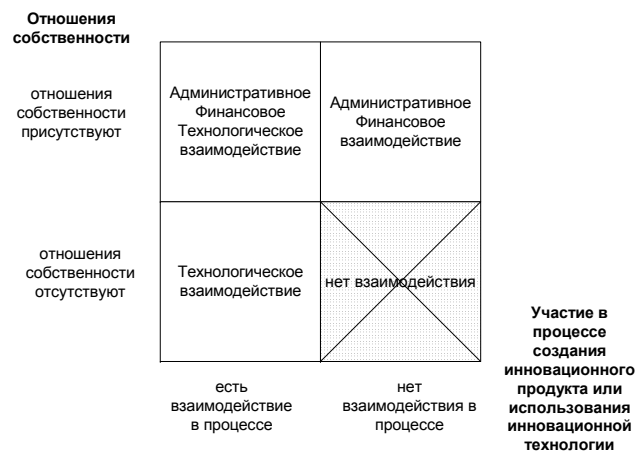 Отношения
собственности
отношения
собственности
присутствуют
Административное
Финансовое
Технологическое
взаимодействие
Административное
Финансовое
взаимодействие
отношения
собственности
отсутствуют
Технологическое
взаимодействие
нет взаимодействия
есть
взаимодействие
в процессе
нет
взаимодействия в
процессе
Участие в
процессе
создания
инновационного
продукта или
использования
инновационной
технологии